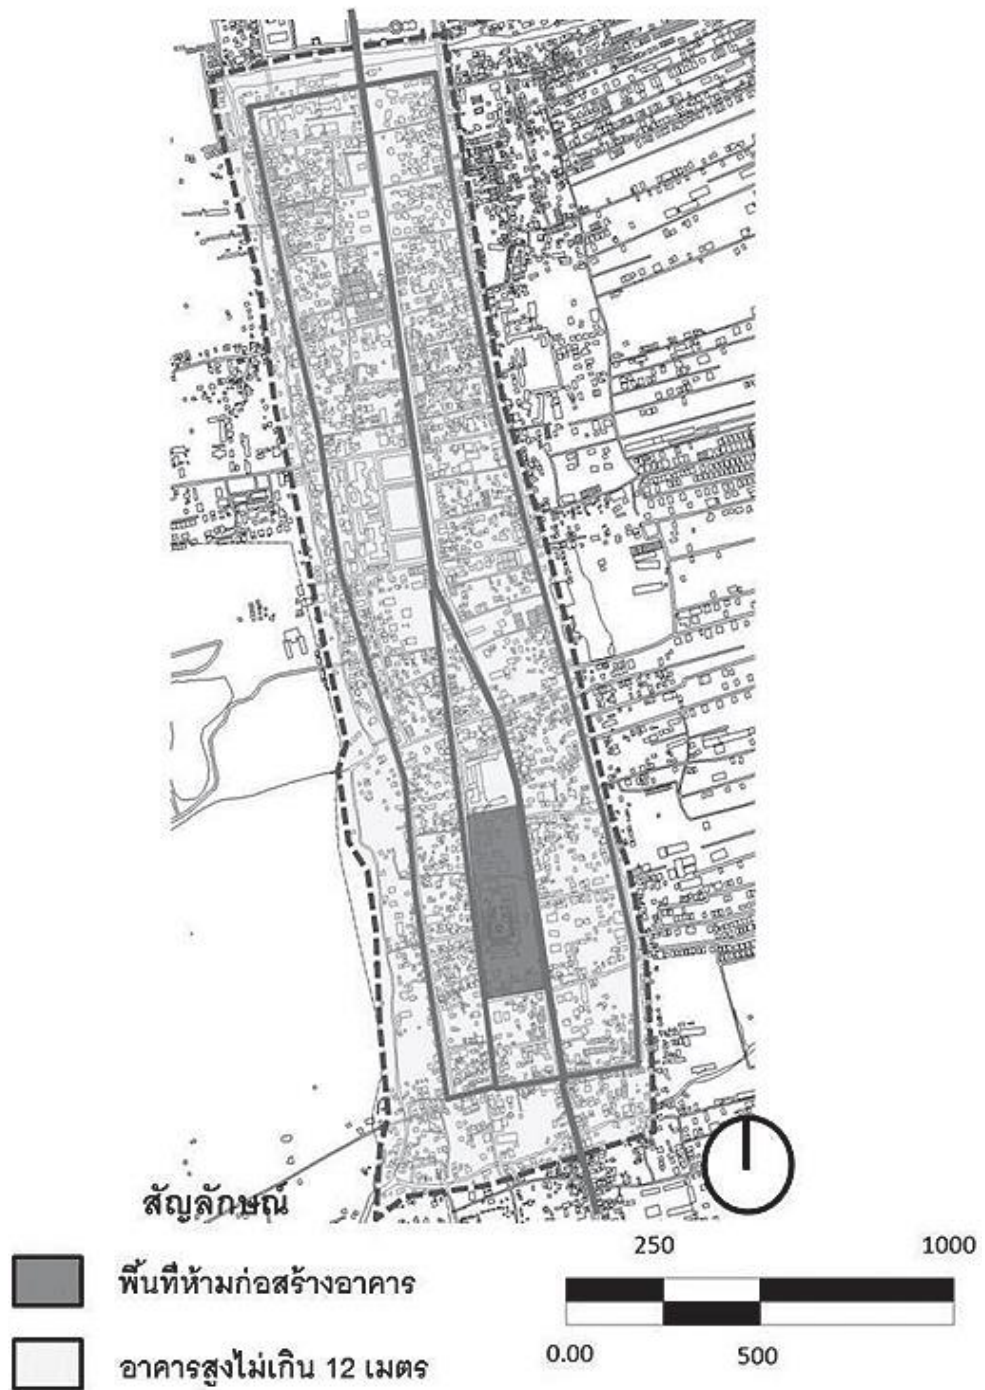 สัญลักษณ์
พื้นที่ห้ามก่อสร้างอาคาร
อาคารสูงไม่เกิน 12 เมตร
250 1000
0.00 500